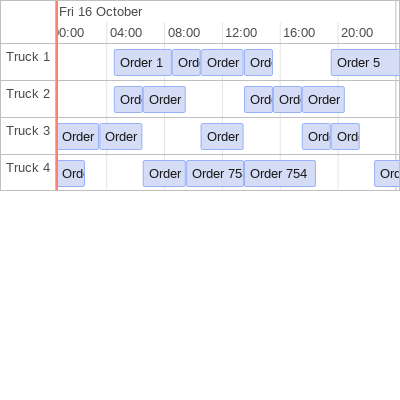 Fri 16 October
0:00 04:00 08:00 12:00 16:00 20:00
Truck 1 Order 1 Ord Order Ord Order 5
Truck 2 Ord Order Ord Ord Order
Truck 3 Order Order Order Ord Ord
Truck 4 Ord Order Order 75 Order 754 Ord